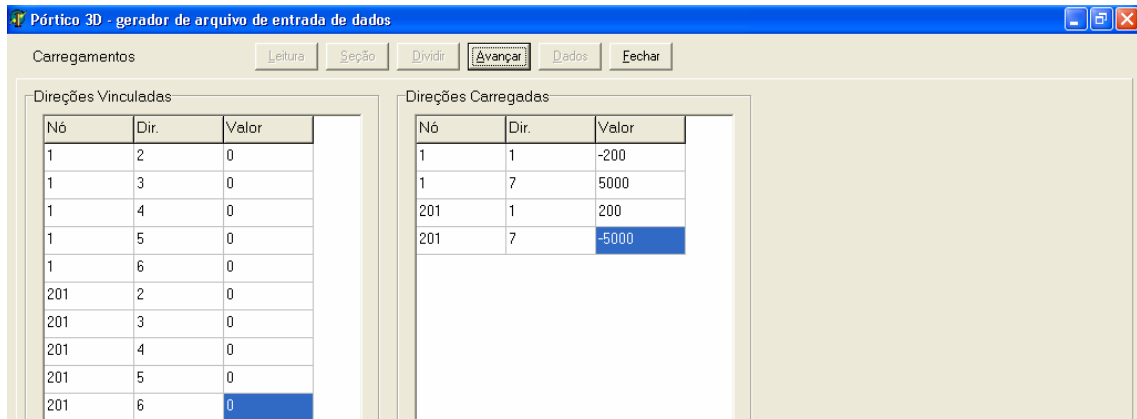 Pórtico 3D - gerador de arquivo de entrada de dados
Carregamentos Leitura Seção Dividir Avançar Dados Fechar
Direções Vinculadas Direções Carregadas
Nó Dir. Valor Nó Dir. Valor
1 2 0 1 1 -200
1 3 0 1 7 5000
1 4 0 201 1 200
1 5 0 201 7 -5000
1 6 0
201 2 0
201 3 0
201 4 0
201 5 0
201 6 0